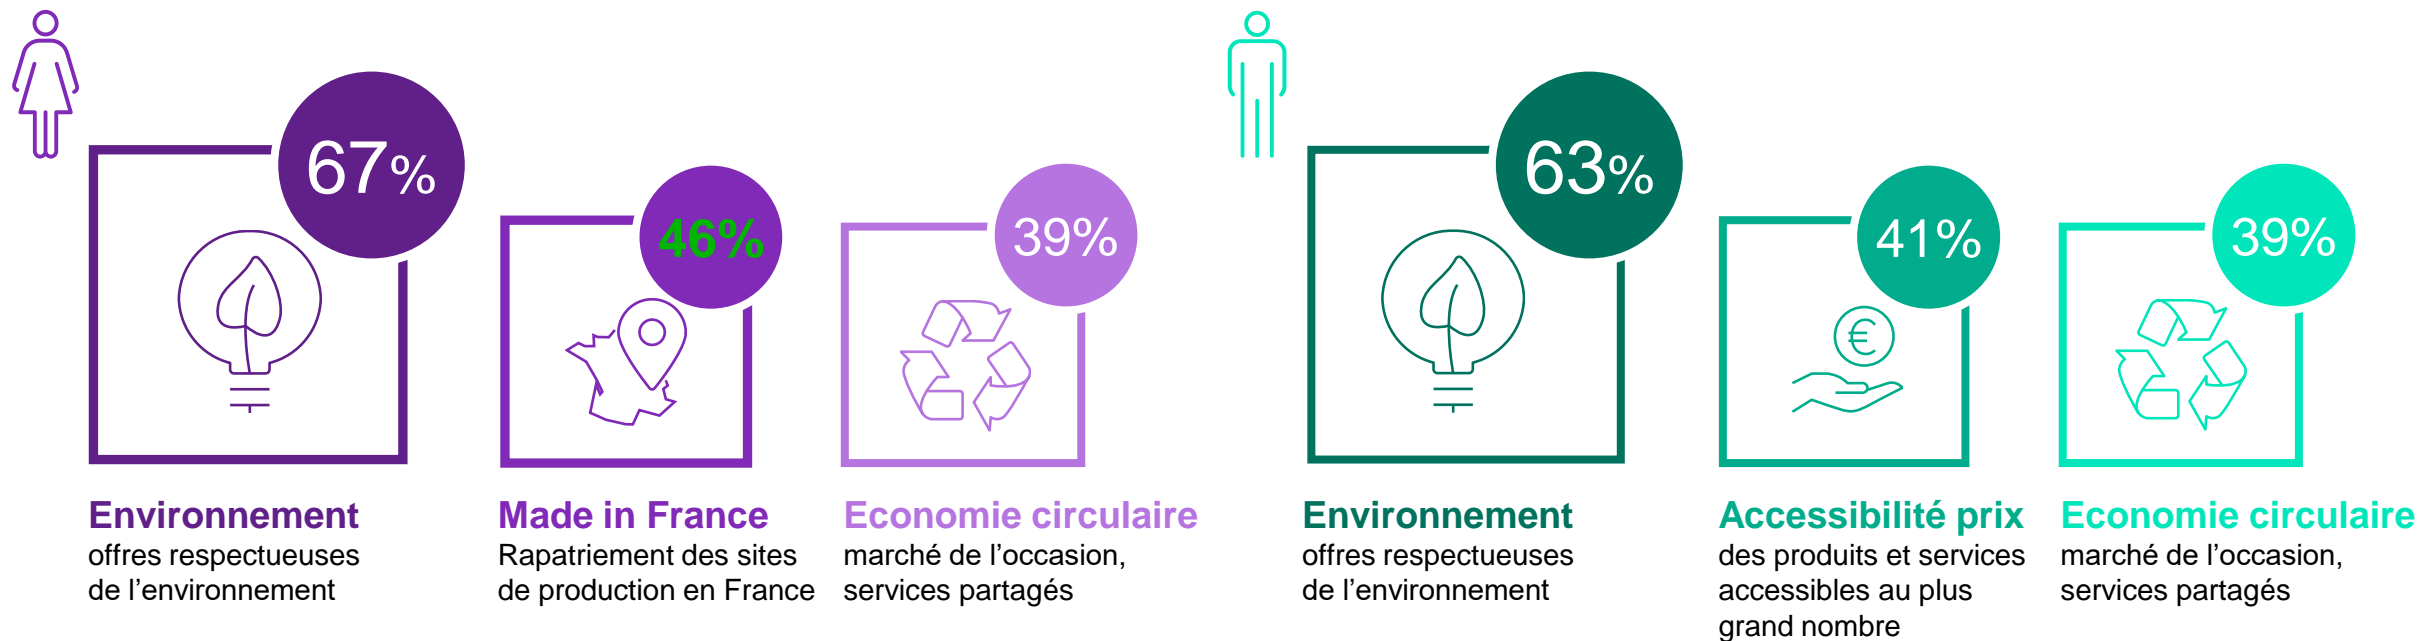 67%
Environnement
offres respectueuses
de l’environnement
46%
Made in France
Rapatriement des sites
de production en France
39%
Economie circulaire
marché de l’occasion,
services partagés
63%
Environnement
offres respectueuses
de l’environnement
41%
€
Accessibilité prix
des produits et services
accessibles au plus
grand nombre
39%
Economie circulaire
marché de l’occasion,
services partagés